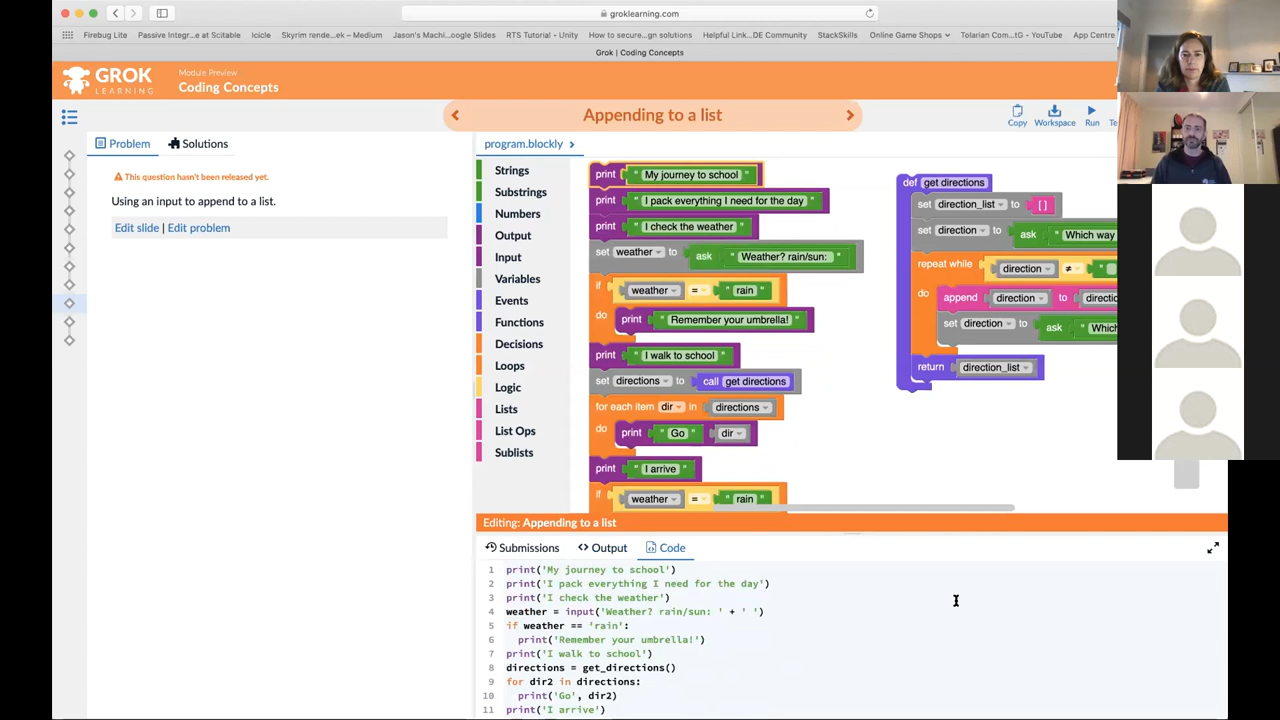 groklearning.com
Firebug Lite Passive Integr...e at Scitable Icicle Skyrim rende...ek – Medium Jason's Machi...oogle Slides RTS Tutorial - Unity How to secure...gn solutions Helpful Link...DE Community StackSkills Online Game Shops Tolarian Com...tG - YouTube App Centre
Grok | Coding Concepts
GROK
LEARNING
Module Preview
Coding Concepts
Appending to a list
Copy Workspace Run Te
Problem Solutions
This question hasn't been released yet.
Using an input to append to a list.
Edit slide | Edit problem
program.blockly
Strings
Substrings
Numbers
Output
Input
Variables
Events
Functions
Decisions
Loops
Logic
Lists
List Ops
Sublists
print " My journey to school "
print " I pack everything I need for the day "
print " I check the weather "
set weather to ask " Weather? rain/sun: "
if weather = " rain "
do print " Remember your umbrella! "
print " I walk to school "
set directions to call get directions
for each item dir in directions
do print " Go " dir
print " I arrive "
if weather = " rain "
def get directions
set direction_list to [ ]
set direction to ask " Which way
repeat while direction ≠ "
do append direction to direc
set direction to ask " Which
return direction_list
Editing: Appending to a list
Submissions Output Code
1 print('My journey to school')
2 print('I pack everything I need for the day')
3 print('I check the weather')
4 weather = input('Weather? rain/sun: ' + ' ')
5 if weather == 'rain':
6 print('Remember your umbrella!')
7 print('I walk to school')
8 directions = get_directions()
9 for dir2 in directions:
10 print('Go', dir2)
11 print('I arrive')